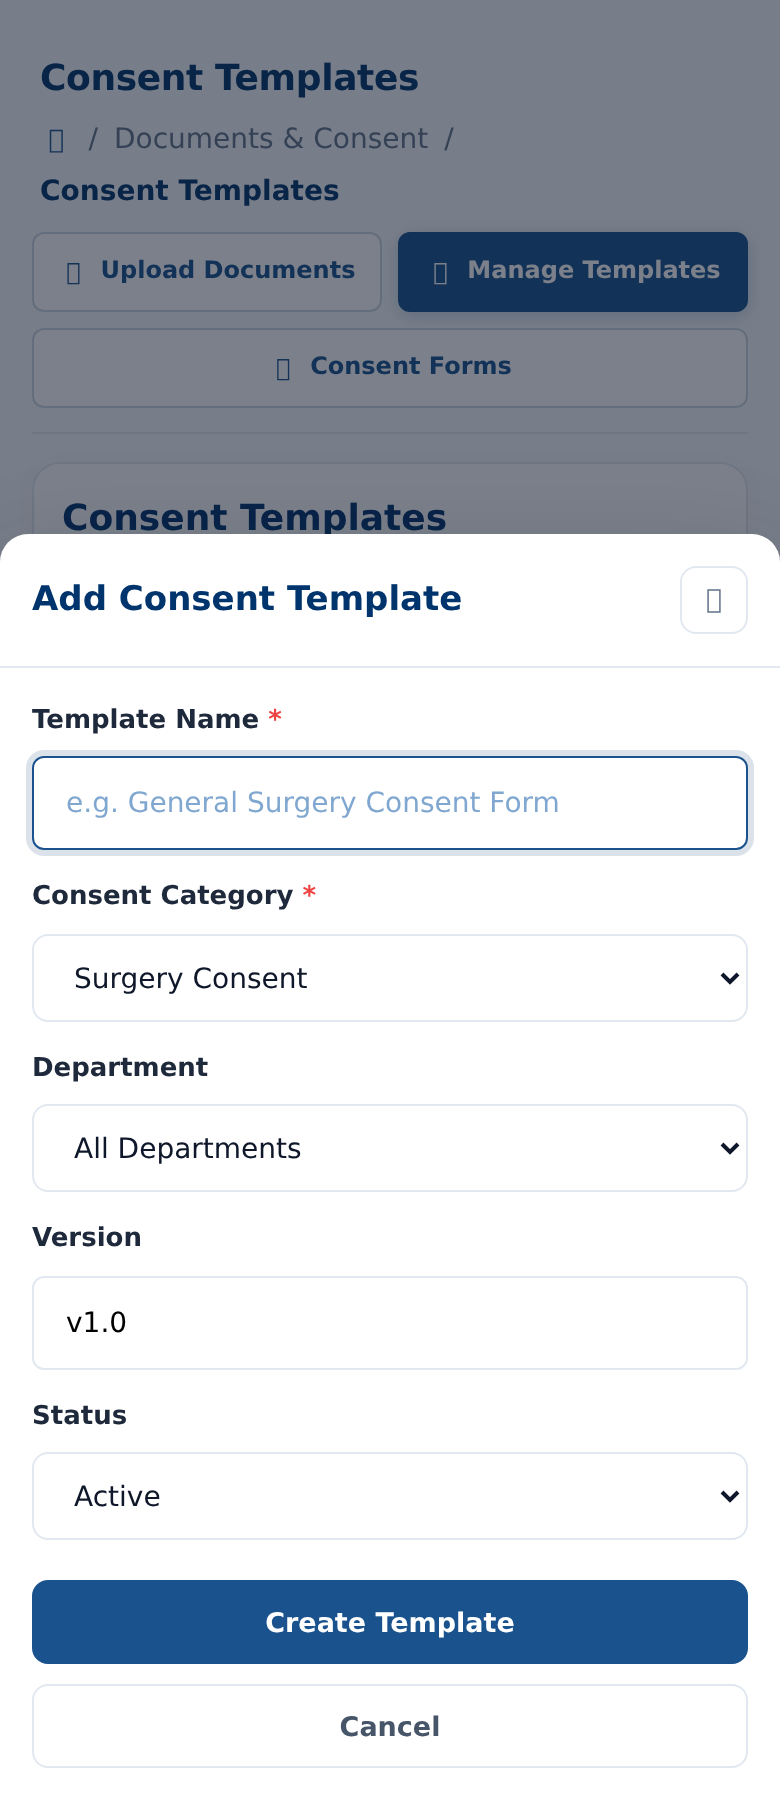 Consent Templates
/ Documents & Consent /
Consent Templates
Upload Documents
Manage Templates
Consent Forms
Consent Templates
Add Consent Template
Template Name *
e.g. General Surgery Consent Form
Consent Category *
Surgery Consent
Department
All Departments
Version
v1.0
Status
Active
Create Template
Cancel